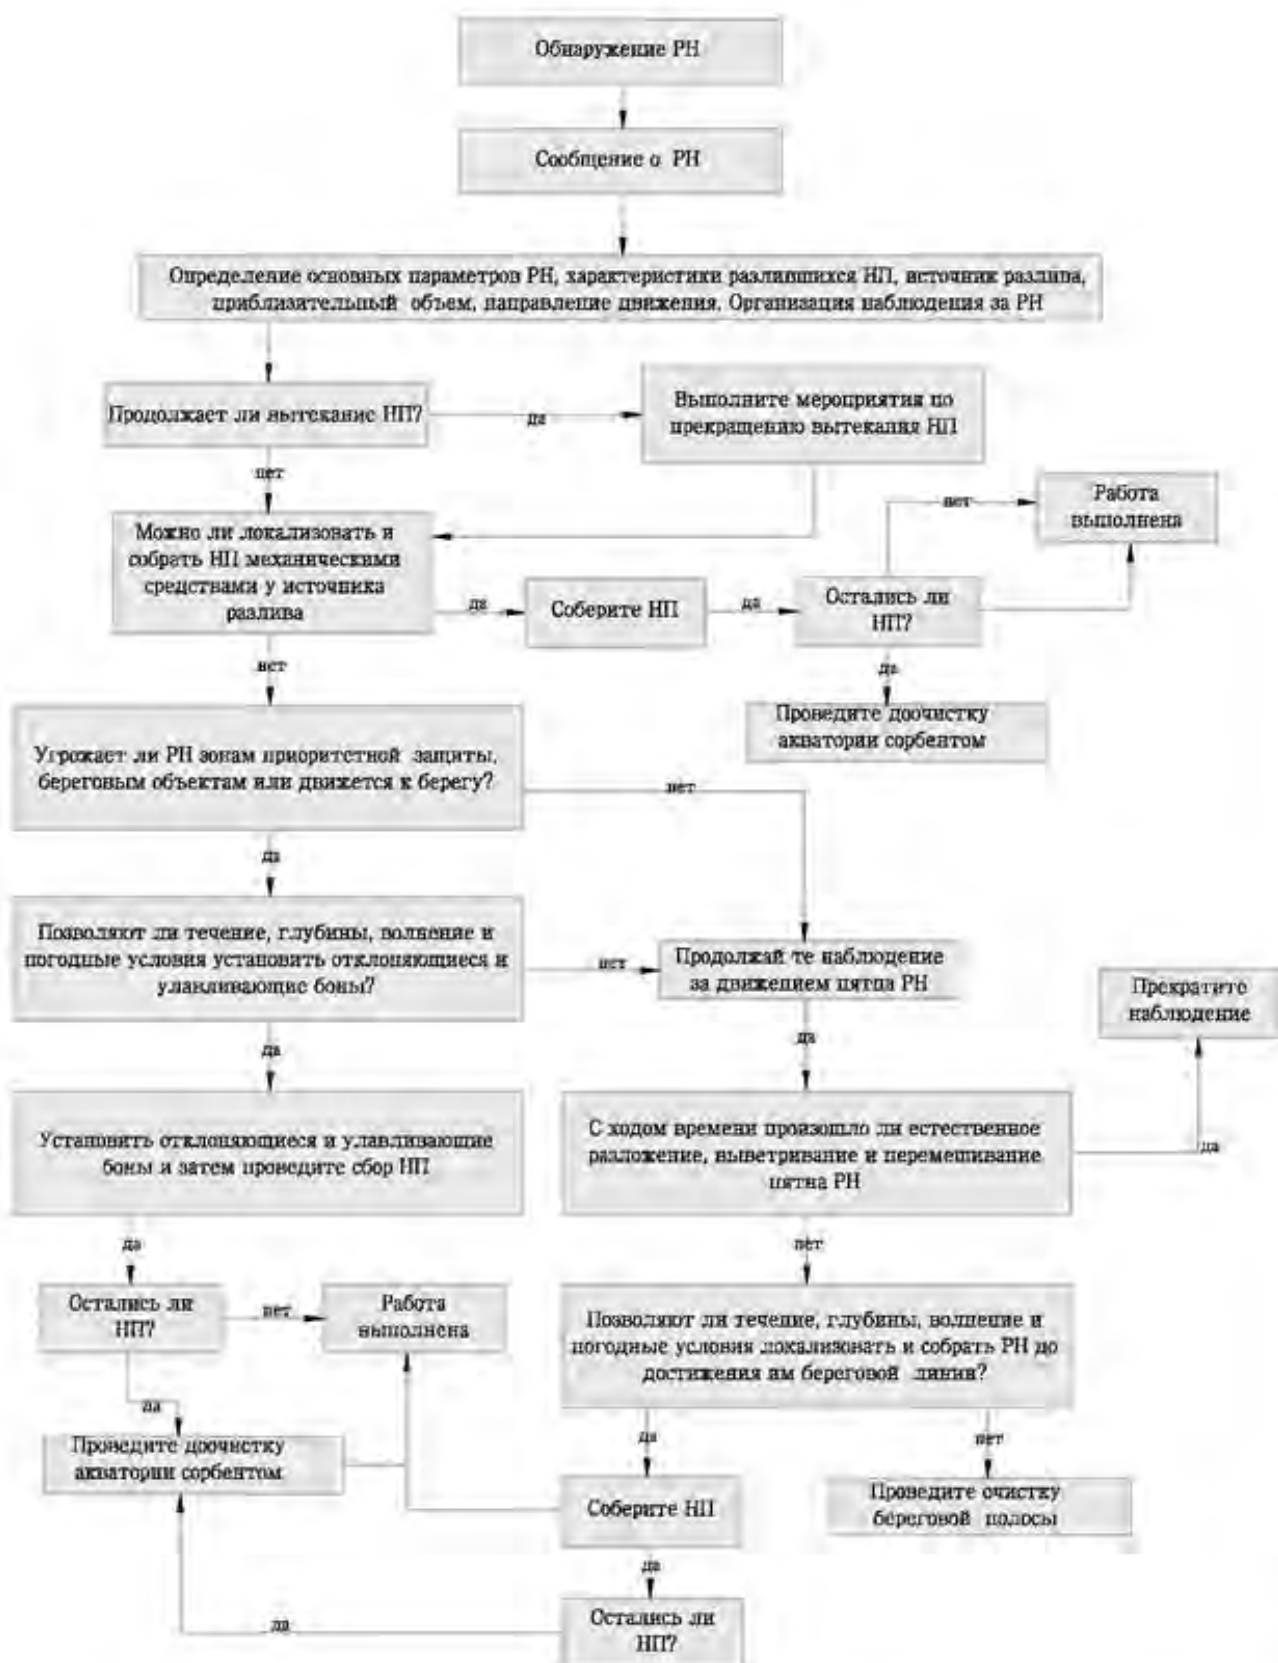 Обнаружение РН
Сообщение о РН
Определение основных параметров РН, характеристики разлившихся НП, источник разлива,
приблизительный объем, направление движения. Организация наблюдения за РН
Продолжает ли вытекание НП?
да
Выполните мероприятия по
прекращению вытекания НП
нет
Можно ли локализовать и
собрать НП механическими
средствами у источника
разлива
да
Соберите НП
да
Остались ли
НП?
нет
Работа
выполнена
да
Проведите доочистку
акватории сорбентом
нет
Угрожает ли РН зонам приоритетной защиты,
береговым объектам или движется к берегу?
нет
да
Позволяют ли течение, глубины, волнение и
погодные условия установить отклоняющиеся и
улавливающие боны?
нет
Продолжай те наблюдение
за движением пятна РН
Прекратите
наблюдение
да
да
Установить отклоняющиеся и улавливающие
боны и затем проведите сбор НП
С ходом времени произошло ли естественное
разложение, выветривание и перемешивание
пятна РН
да
да
нет
Остались ли
НП?
нет
Работа
выполнена
Позволяют ли течение, глубины, волнение и
погодные условия локализовать и собрать РН до
достижения им береговой линии?
да
Проведите доочистку
акватории сорбентом
да
нет
Соберите НП
Проведите очистку
береговой полосы
да
Остались ли
НП?
да